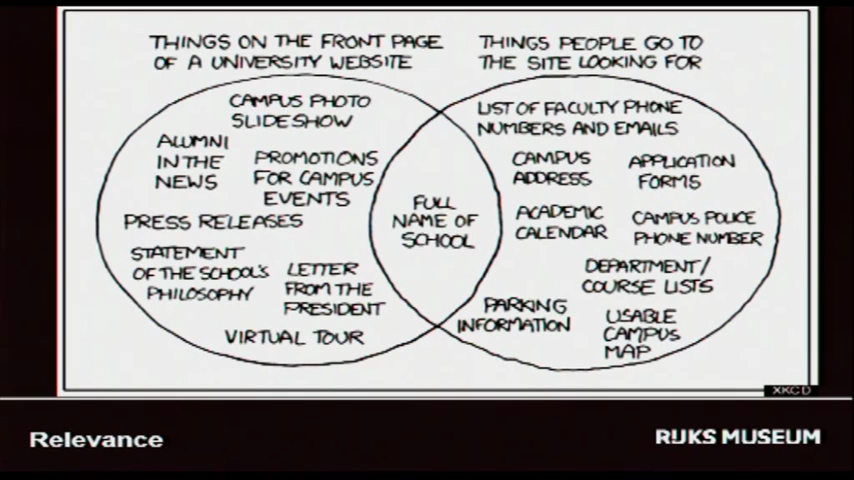 THINGS ON THE FRONT PAGE
OF A UNIVERSITY WEBSITE
THINGS PEOPLE GO TO
THE SITE LOOKING FOR
CAMPUS PHOTO
SLIDESHOW
ALUMNI
IN THE
NEWS
PROMOTIONS
FOR CAMPUS
EVENTS
PRESS RELEASES
STATEMENT
OF THE SCHOOL'S
PHILOSOPHY
LETTER
FROM THE
PRESIDENT
VIRTUAL TOUR
FULL
NAME OF
SCHOOL
LIST OF FACULTY PHONE
NUMBERS AND EMAILS
CAMPUS
ADDRESS
APPLICATION
FORMS
ACADEMIC
CALENDAR
CAMPUS POLICE
PHONE NUMBER
DEPARTMENT/
COURSE LISTS
PARKING
INFORMATION
USABLE
CAMPUS
MAP
XKCD
Relevance
RIJKS MUSEUM